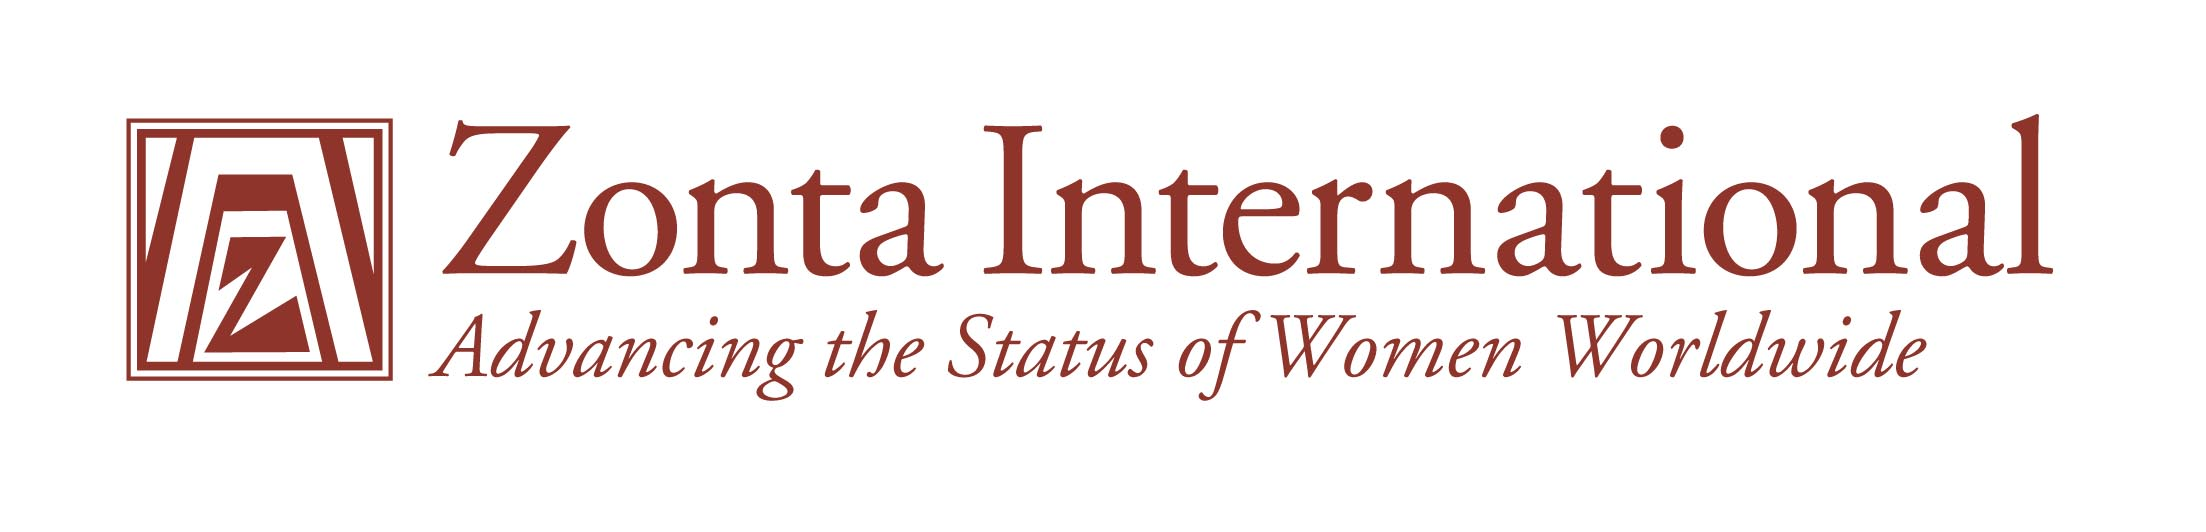 Zonta International
Advancing the Status of Women Worldwide